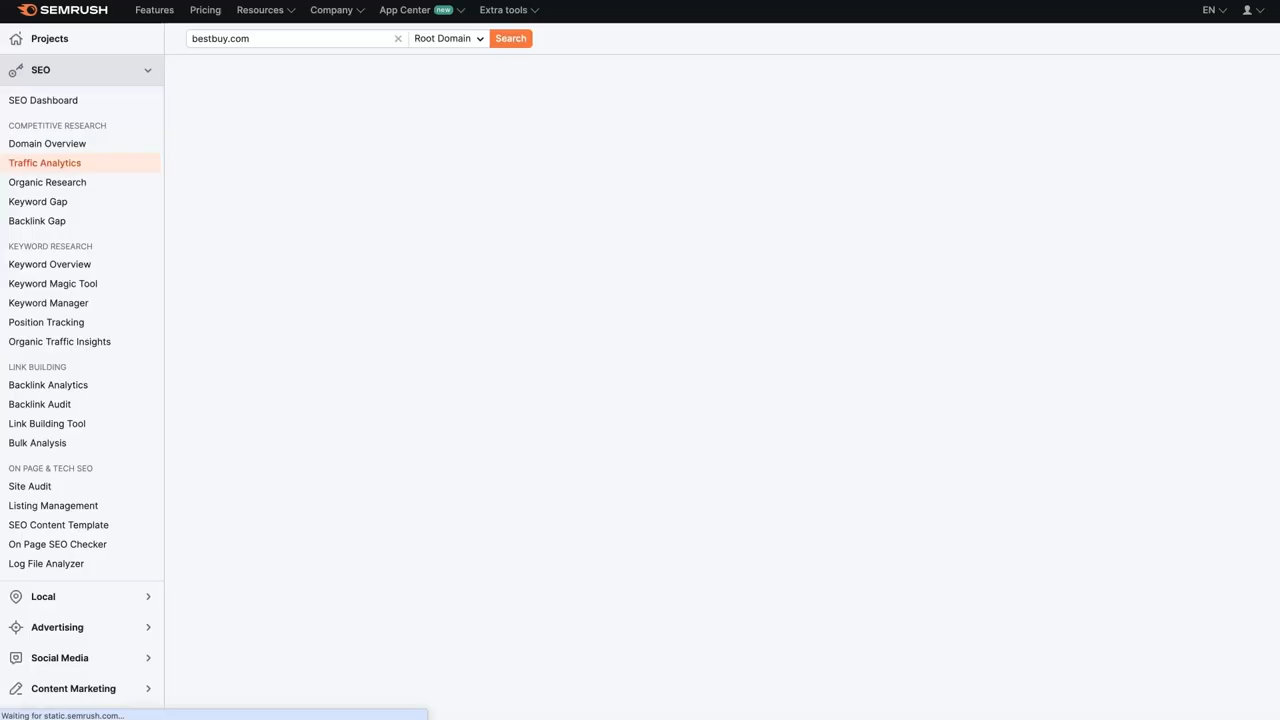 SEMRUSH
Features
Pricing
Resources
Company
App Center new
Extra tools
EN
Projects
bestbuy.com
Root Domain
Search
SEO
SEO Dashboard
COMPETITIVE RESEARCH
Domain Overview
Traffic Analytics
Organic Research
Keyword Gap
Backlink Gap
KEYWORD RESEARCH
Keyword Overview
Keyword Magic Tool
Keyword Manager
Position Tracking
Organic Traffic Insights
LINK BUILDING
Backlink Analytics
Backlink Audit
Link Building Tool
Bulk Analysis
ON PAGE & TECH SEO
Site Audit
Listing Management
SEO Content Template
On Page SEO Checker
Log File Analyzer
Local
Advertising
Social Media
Content Marketing
Waiting for static.semrush.com...